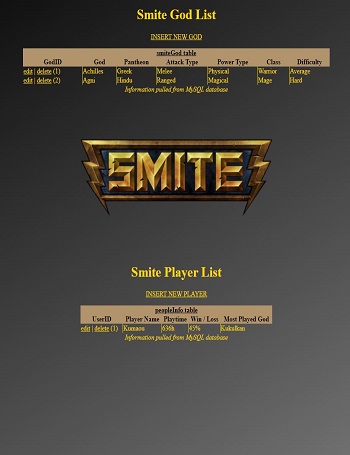 Smite God List
INSERT NEW GOD
smiteGod table
GodID God Pantheon Attack Type Power Type Class Difficulty
edit | delete (1) Achilles Greek Melee Physical Warrior Average
edit | delete (2) Agni Hindu Ranged Magical Mage Hard
Information pulled from MySQL database
SMITE
Smite Player List
INSERT NEW PLAYER
peopleInfo table
UserID Player Name Playtime Win / Loss Most Played God
edit | delete (1) Kumaos 636h 45% Kukulkan
Information pulled from MySQL database